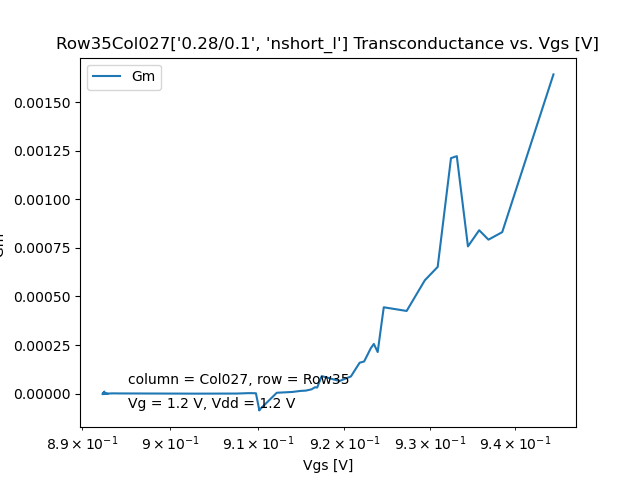 Row35Col027['0.28/0.1', 'nshort_l'] Transconductance vs. Vgs [V]
Gm
0.00150
0.00125
0.00100
0.00075
0.00050
0.00025
0.00000
column = Col027, row = Row35
Vg = 1.2 V, Vdd = 1.2 V
8.9 × 10⁻¹ 9 × 10⁻¹ 9.1 × 10⁻¹ 9.2 × 10⁻¹ 9.3 × 10⁻¹ 9.4 × 10⁻¹
Vgs [V]